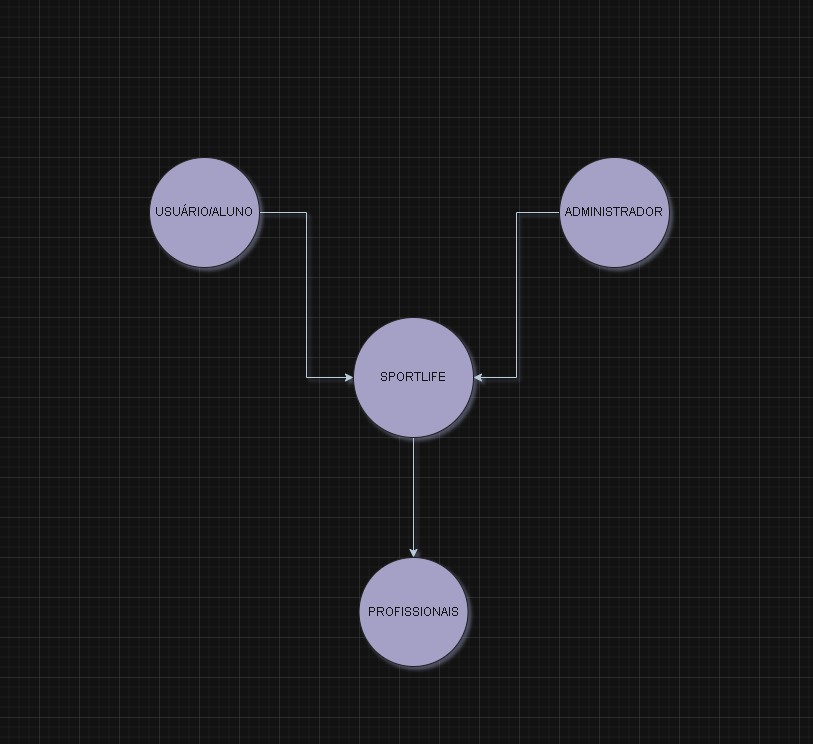 USUÁRIO/ALUNO
ADMINISTRADOR
SPORTLIFE
PROFISSIONAIS